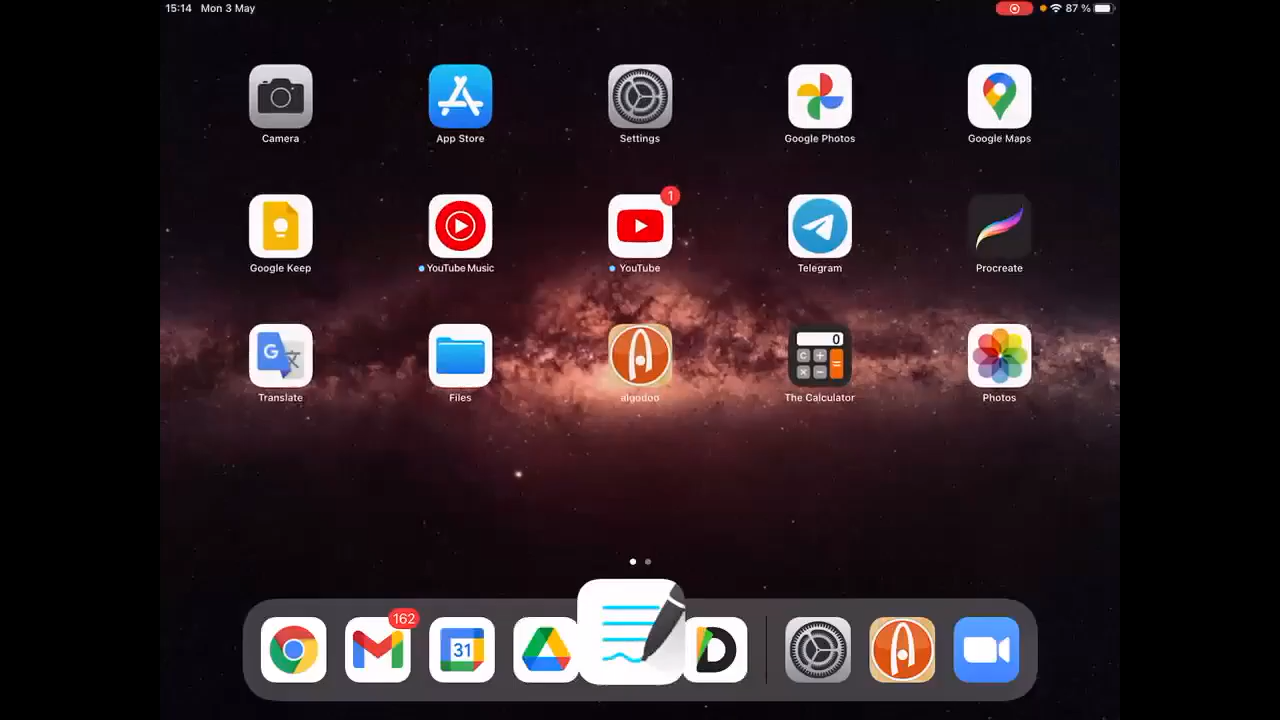 15:14 Mon 3 May 87 %
Camera App Store Settings Google Photos Google Maps
1
Google Keep YouTube Music YouTube Telegram Procreate
G 文 0 C + × − =
Translate Files algodoo The Calculator Photos
162
31